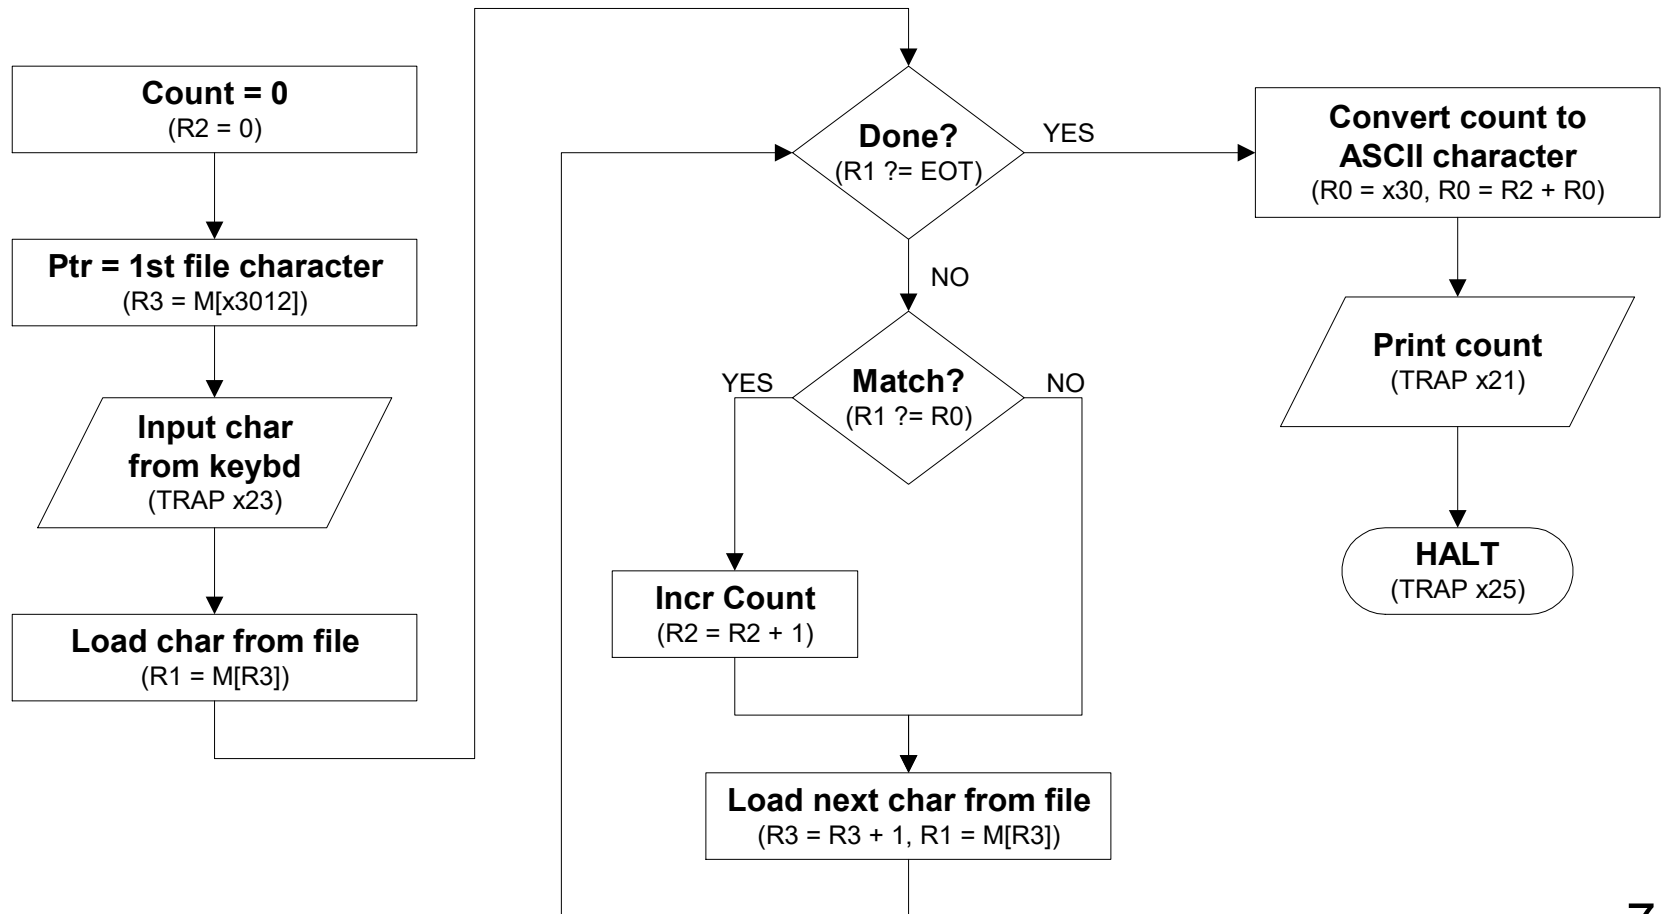 Count = 0
(R2 = 0)
Ptr = 1st file character
(R3 = M[x3012])
Input char
from keybd
(TRAP x23)
Load char from file
(R1 = M[R3])
Done?
(R1 ?= EOT)
YES
NO
Match?
(R1 ?= R0)
YES
NO
Incr Count
(R2 = R2 + 1)
Load next char from file
(R3 = R3 + 1, R1 = M[R3])
Convert count to
ASCII character
(R0 = x30, R0 = R2 + R0)
Print count
(TRAP x21)
HALT
(TRAP x25)